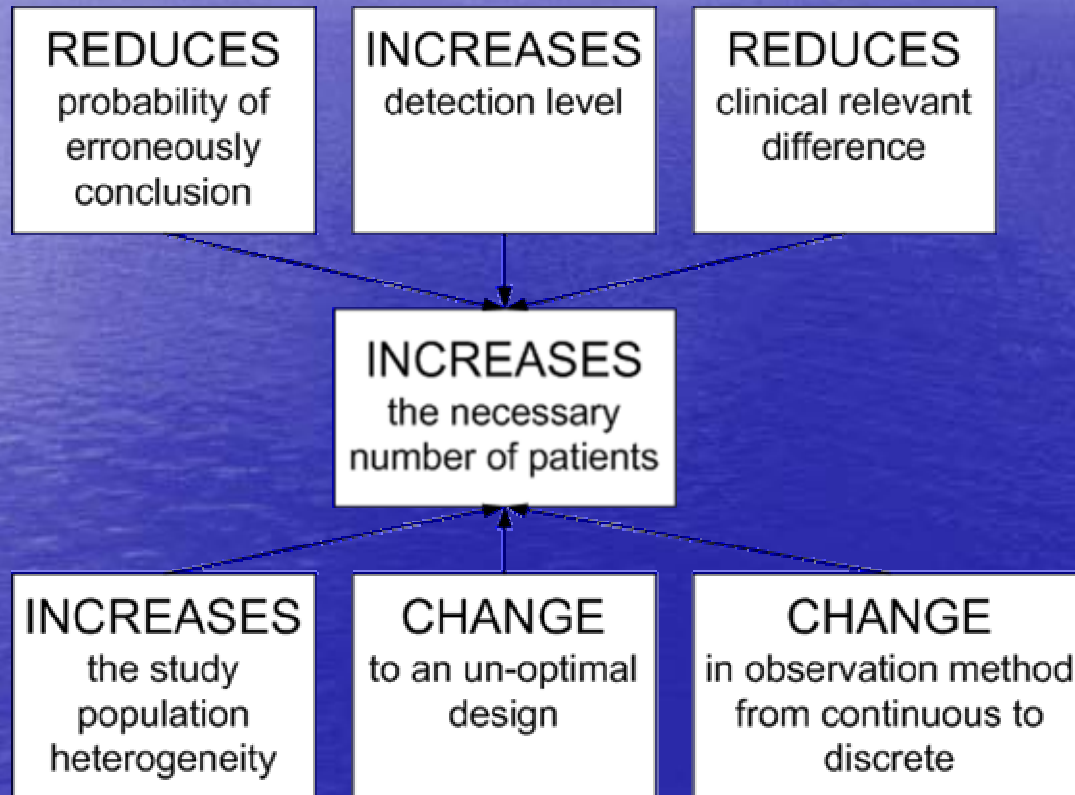 REDUCES
probability of
erroneously
conclusion
INCREASES
detection level
REDUCES
clinical relevant
difference
INCREASES
the necessary
number of patients
INCREASES
the study
population
heterogeneity
CHANGE
to an un-optimal
design
CHANGE
in observation method
from continuous to
discrete